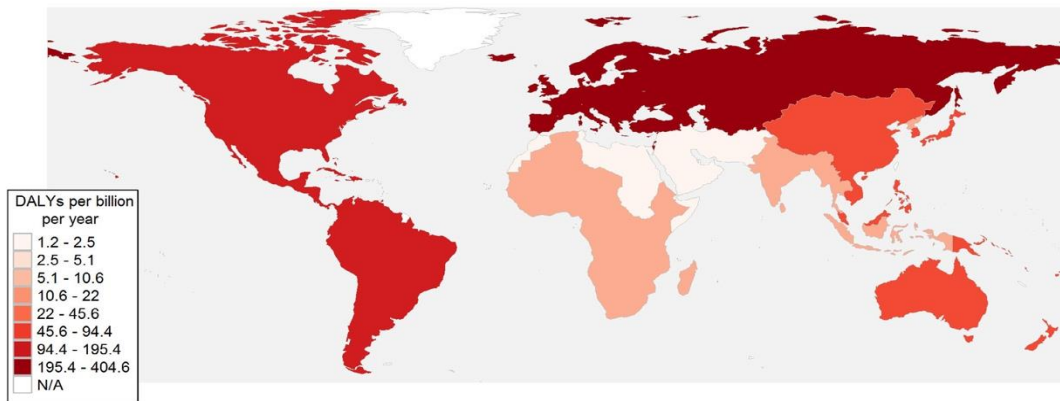 DALYs per billion
per year
1.2 - 2.5
2.5 - 5.1
5.1 - 10.6
10.6 - 22
22 - 45.6
45.6 - 94.4
94.4 - 195.4
195.4 - 404.6
N/A